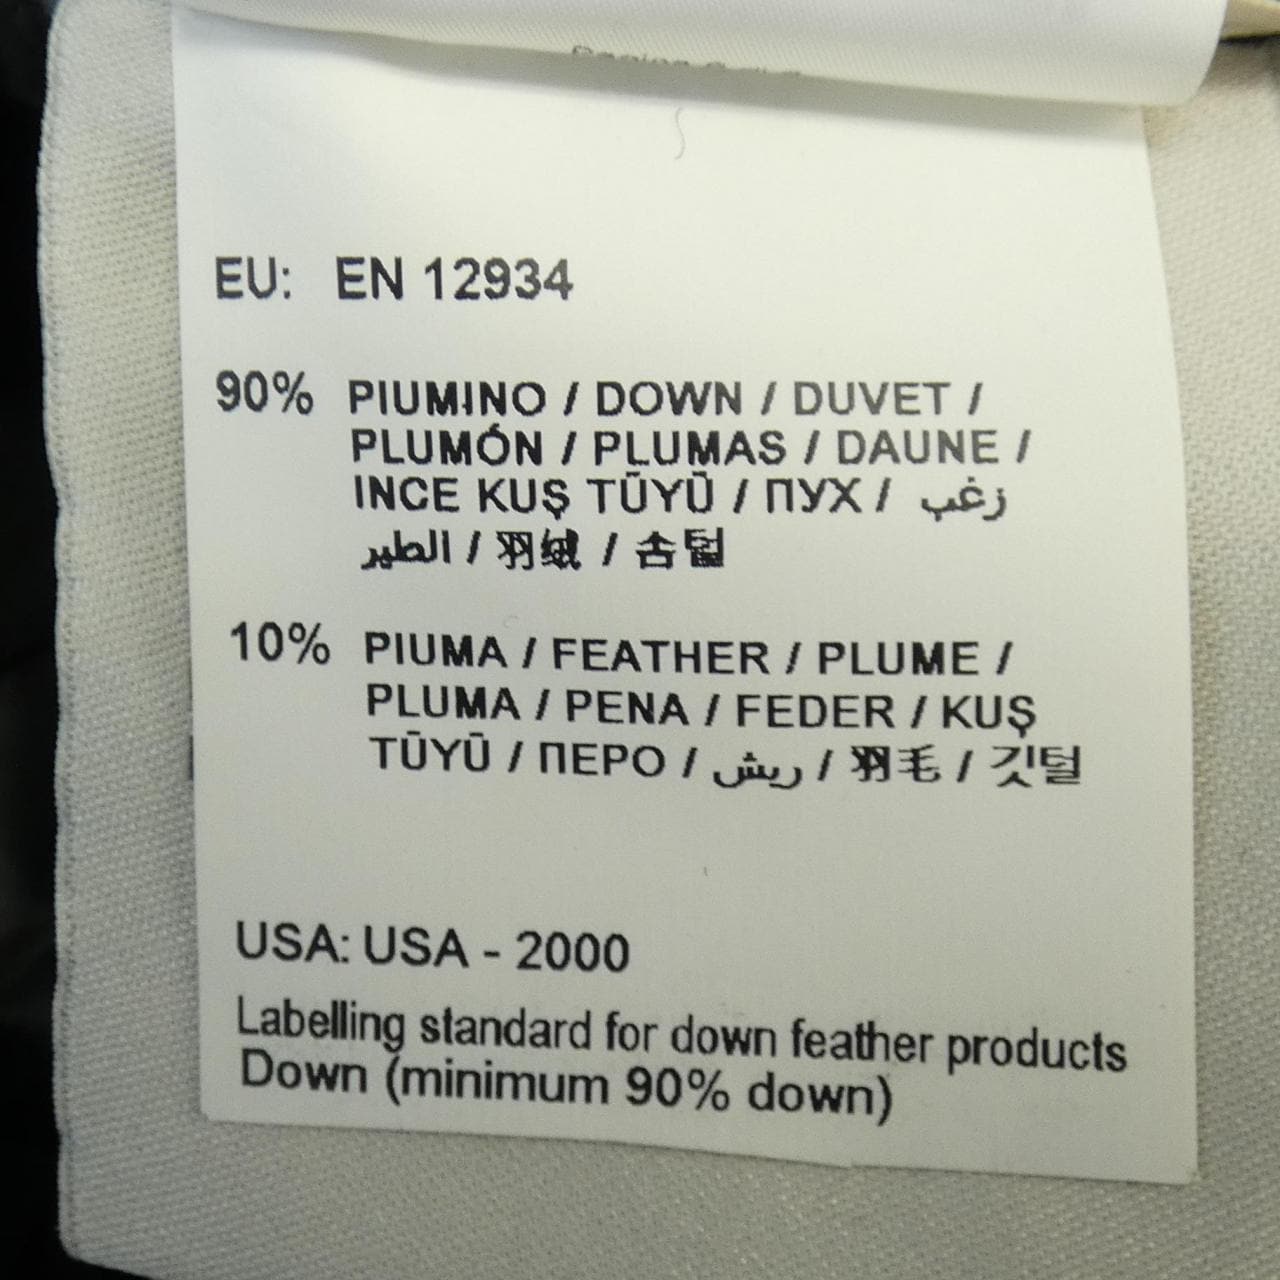 EU: EN 12934
90% PIUMINO / DOWN / DUVET /
PLUMÓN / PLUMAS / DAUNE /
INCE KUŞ TŪYŪ / ПУХ / زغب
الطير / 羽绒 / 솜털
10% PIUMA / FEATHER / PLUME /
PLUMA / PENA / FEDER / KUŞ
TŪYŪ / ПЕРО / ريش / 羽毛 / 깃털
USA: USA - 2000
Labelling standard for down feather products
Down (minimum 90% down)